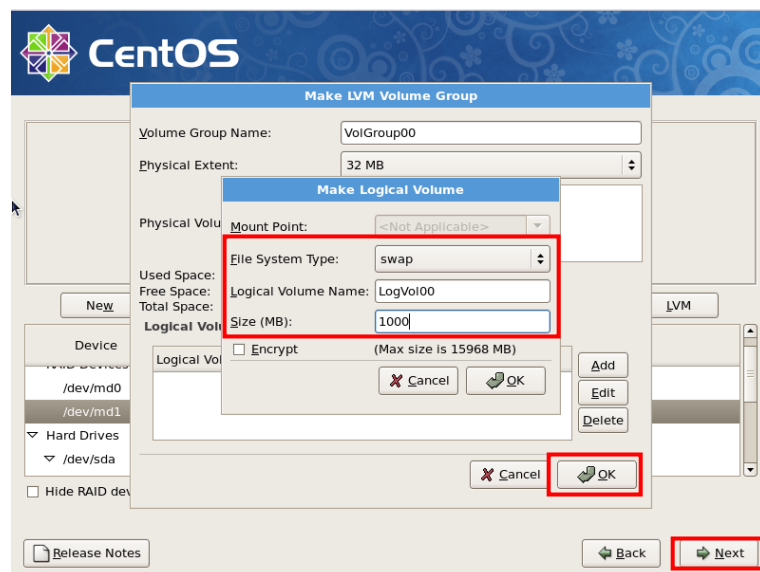 CentOS
Make LVM Volume Group
Volume Group Name: VolGroup00
Physical Extent: 32 MB
Make Logical Volume
Physical Volu
Mount Point: <Not Applicable>
File System Type: swap
Used Space:
Free Space:
Logical Volume Name: LogVol00
New
Total Space:
LVM
Logical Volu
Size (MB): 1000
Device
Encrypt (Max size is 15968 MB)
Logical Vol
Add
RAID Devices
/dev/md0
Cancel OK
Edit
/dev/md1
Delete
Hard Drives
/dev/sda
Cancel OK
Hide RAID dev
Release Notes Back Next